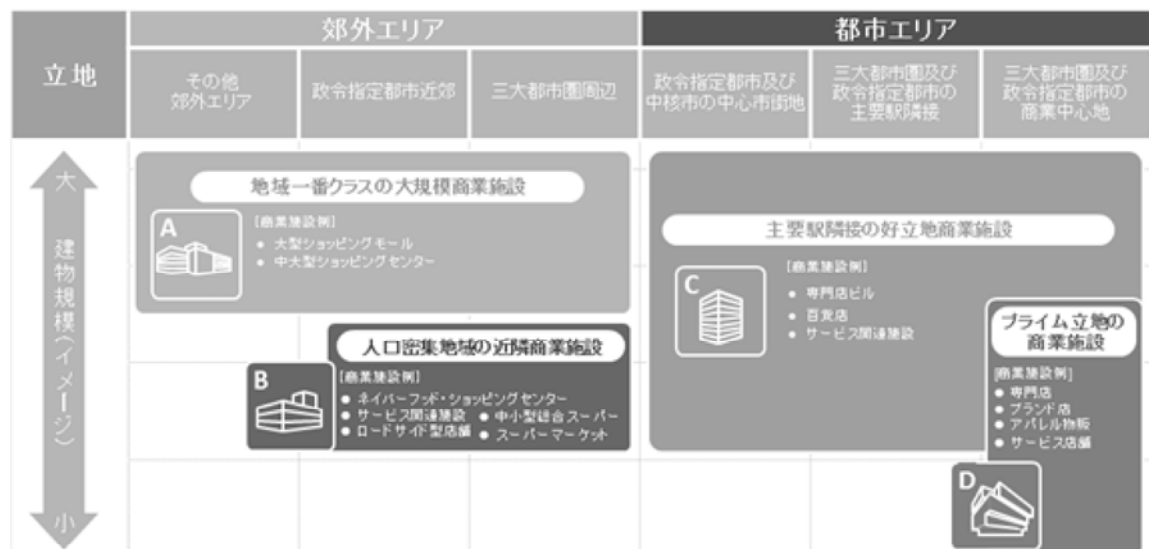 立地
郊外エリア
都市エリア
その他
郊外エリア
政令指定都市近郊
三大都市圏周辺
政令指定都市及び
中核市の中心市街地
三大都市圏及び
政令指定都市の
主要駅隣接
三大都市圏及び
政令指定都市の
商業中心地
大
建物規模(イメージ)
小
地域一番クラスの大規模商業施設
A
[商業施設例]
● 大型ショッピングモール
● 中大型ショッピングセンター
人口密集地域の近隣商業施設
B
[商業施設例]
● ネイバーフッド・ショッピングセンター
● サービス関連施設 ● 中小型総合スーパー
● ロードサイド型店舗 ● スーパーマーケット
主要駅隣接の好立地商業施設
C
[商業施設例]
● 専門店ビル
● 百貨店
● サービス関連施設
プライム立地の
商業施設
[商業施設例]
● 専門店
● ブランド店
● アパレル物販
● サービス店舗
D